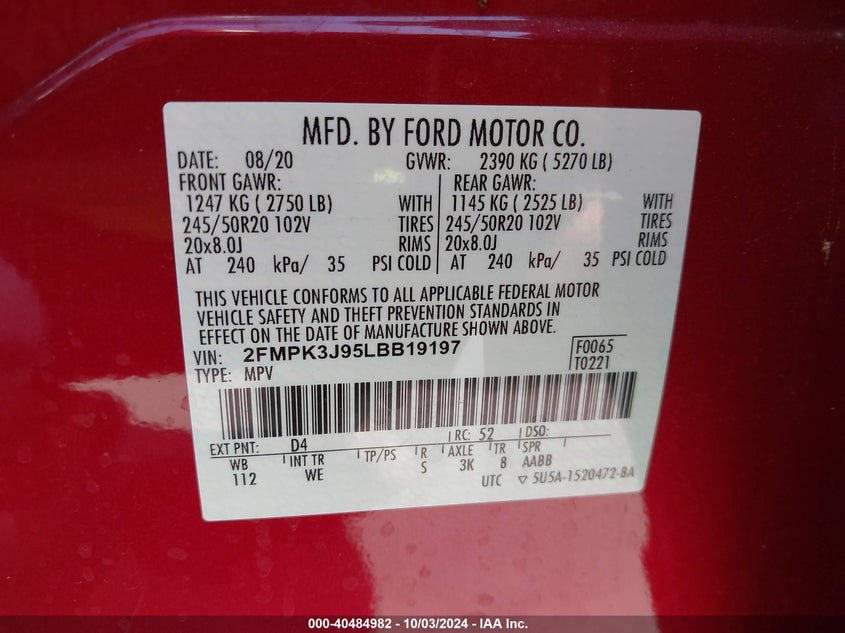 MFD. BY FORD MOTOR CO.
DATE: 08/20 GVWR: 2390 KG ( 5270 LB)
FRONT GAWR: REAR GAWR:
1247 KG ( 2750 LB) WITH 1145 KG ( 2525 LB) WITH
245/50R20 102V TIRES 245/50R20 102V TIRES
20x8.0J RIMS 20x8.0J RIMS
AT 240 kPa/ 35 PSI COLD AT 240 kPa/ 35 PSI COLD
THIS VEHICLE CONFORMS TO ALL APPLICABLE FEDERAL MOTOR
VEHICLE SAFETY AND THEFT PREVENTION STANDARDS IN
EFFECT ON THE DATE OF MANUFACTURE SHOWN ABOVE.
VIN: 2FMPK3J95LBB19197 F0065
TYPE: MPV T0221
EXT PNT: D4 RC: 52 DSO:
WB INT TR TP/PS R AXLE TR SPR
112 WE S 3K 8 AABB
UTC ▽ 5U5A-1520472-BA
000-40484982 - 10/03/2024 - IAA Inc.